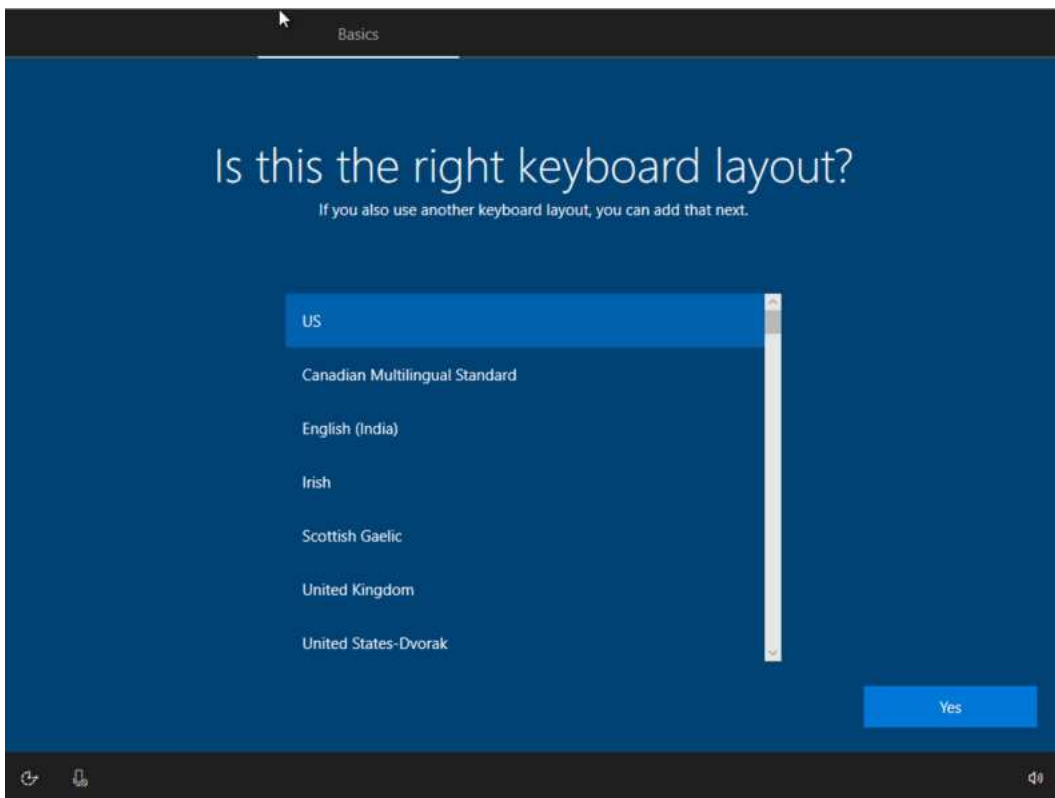 Basics
Is this the right keyboard layout?
If you also use another keyboard layout, you can add that next.
US
Canadian Multilingual Standard
English (India)
Irish
Scottish Gaelic
United Kingdom
United States-Dvorak
Yes